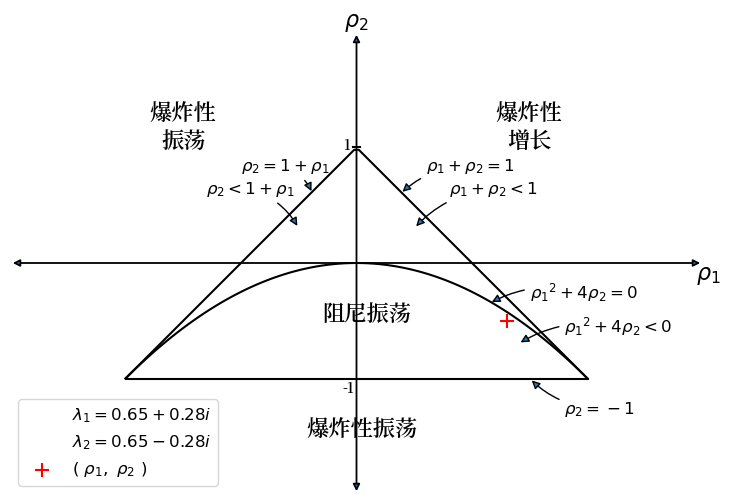 ρ₂
爆炸性
振荡
爆炸性
增长
1
ρ₂ = 1 + ρ₁
ρ₁ + ρ₂ = 1
ρ₂ < 1 + ρ₁
ρ₁ + ρ₂ < 1
ρ₁
ρ₁² + 4ρ₂ = 0
阻尼振荡
ρ₁² + 4ρ₂ < 0
-1
ρ₂ = −1
爆炸性振荡
λ₁ = 0.65 + 0.28i
λ₂ = 0.65 − 0.28i
( ρ₁, ρ₂ )